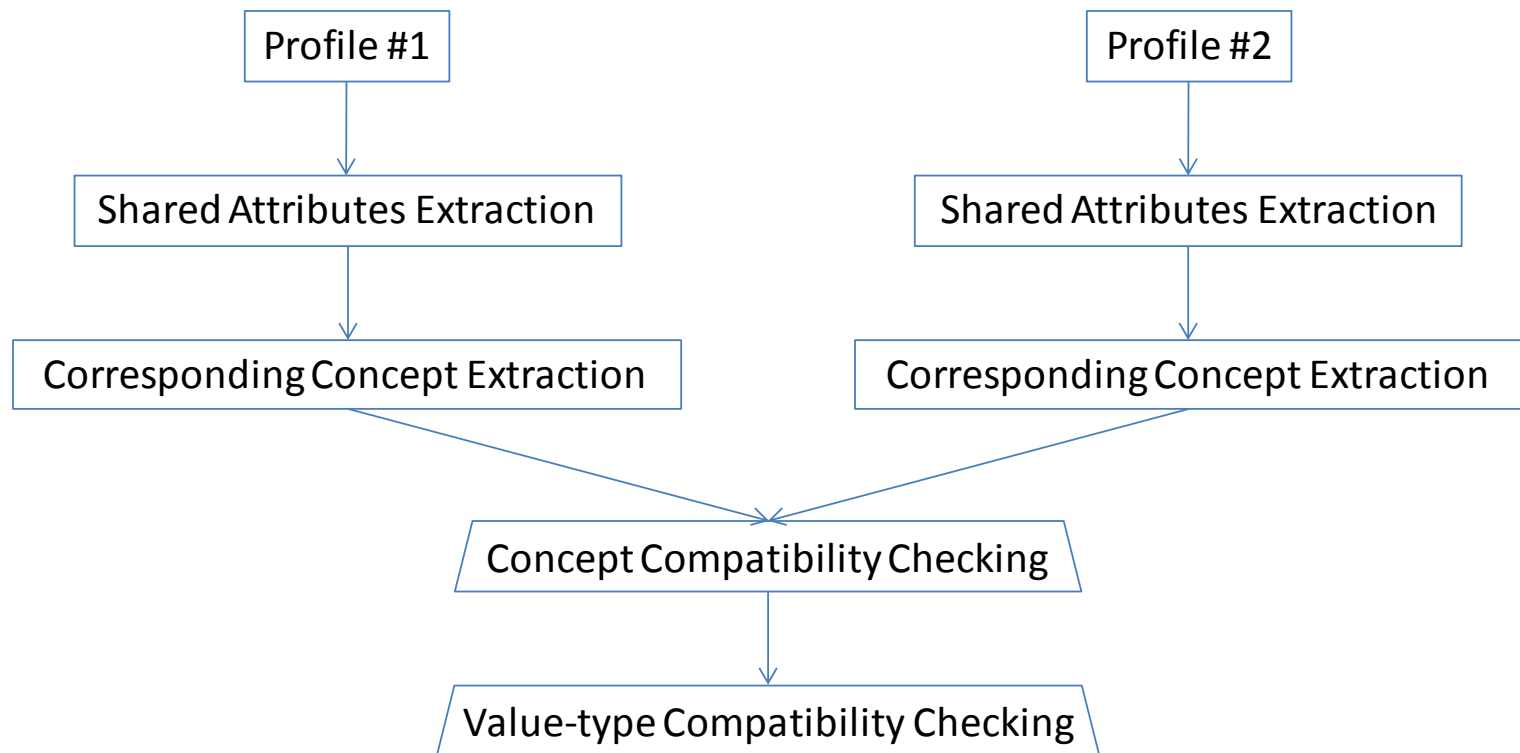 Profile #1
Profile #2
Shared Attributes Extraction
Shared Attributes Extraction
Corresponding Concept Extraction
Corresponding Concept Extraction
Concept Compatibility Checking
Value-type Compatibility Checking